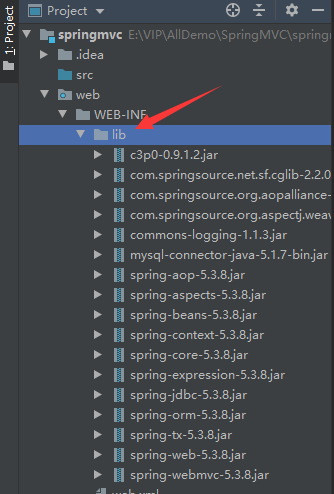 Project
1: Project
springmvc E:\VIP\AllDemo\SpringMVC\springmvc
.idea
src
web
WEB-INF
lib
c3p0-0.9.1.2.jar
com.springsource.net.sf.cglib-2.2.0
com.springsource.org.aopalliance-
com.springsource.org.aspectj.weav
commons-logging-1.1.3.jar
mysql-connector-java-5.1.7-bin.jar
spring-aop-5.3.8.jar
spring-aspects-5.3.8.jar
spring-beans-5.3.8.jar
spring-context-5.3.8.jar
spring-core-5.3.8.jar
spring-expression-5.3.8.jar
spring-jdbc-5.3.8.jar
spring-orm-5.3.8.jar
spring-tx-5.3.8.jar
spring-web-5.3.8.jar
spring-webmvc-5.3.8.jar
web.xml